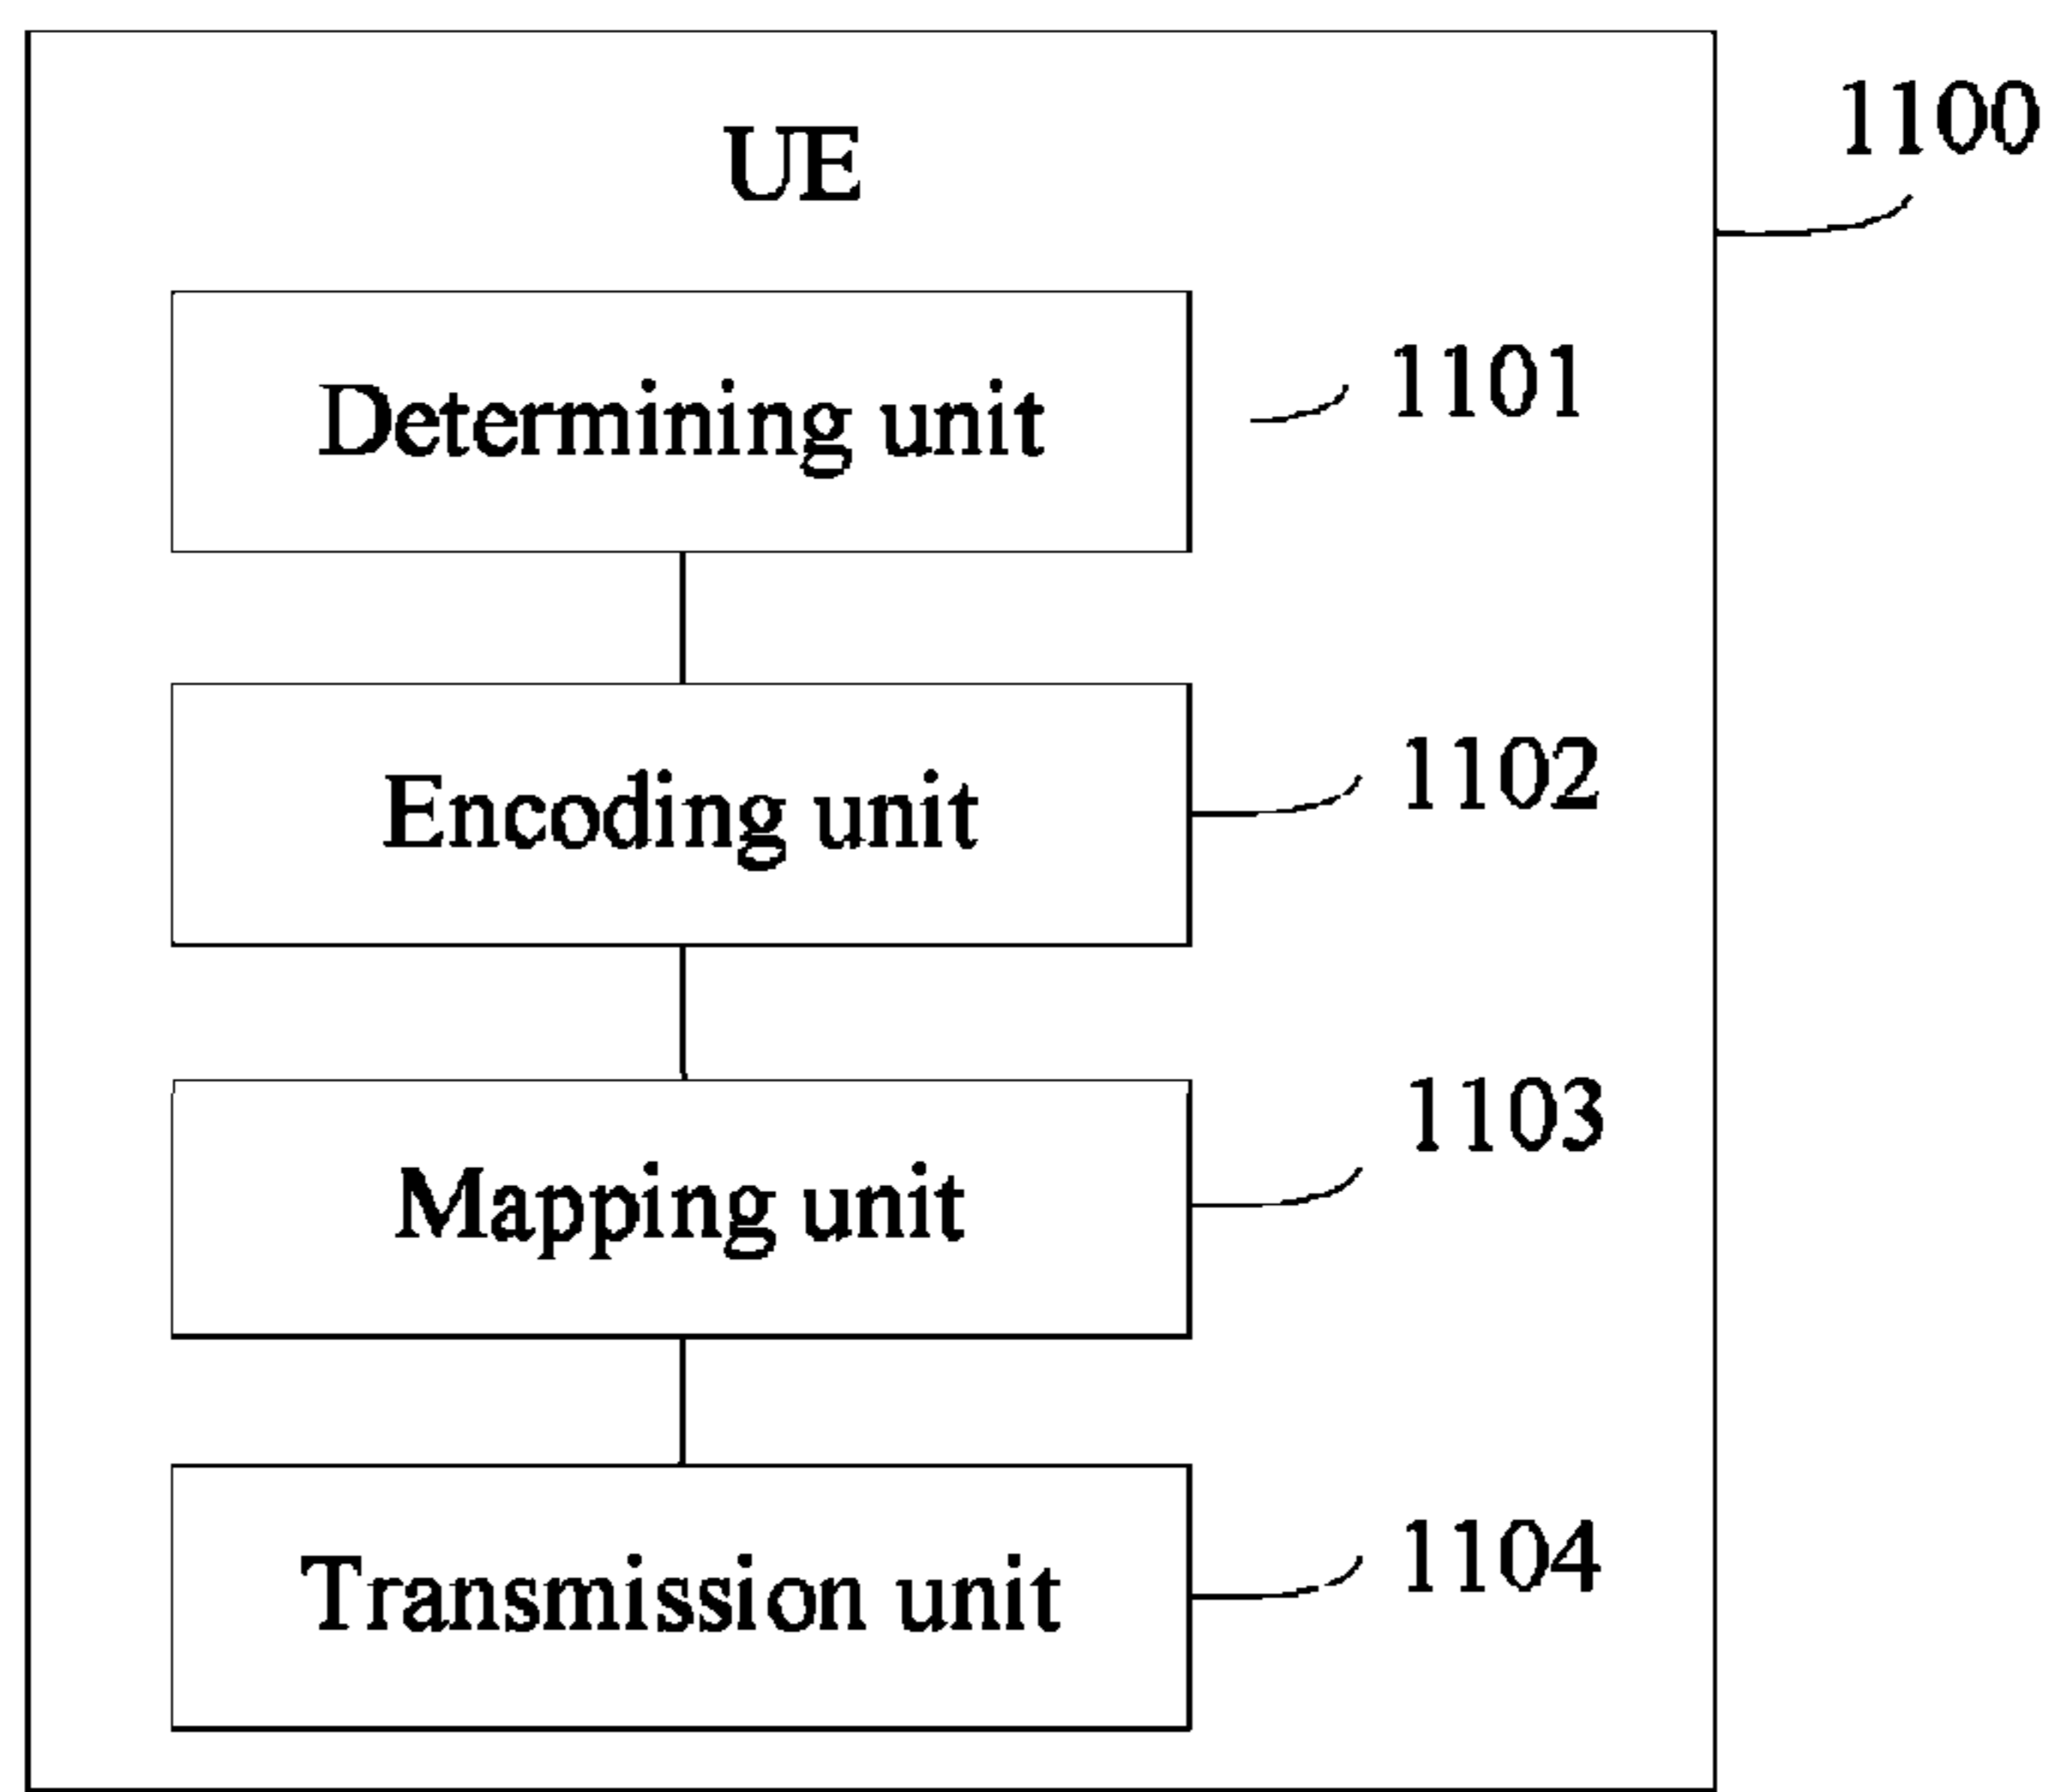 UE
1100
Determining unit
1101
Encoding unit
1102
Mapping unit
1103
Transmission unit
1104